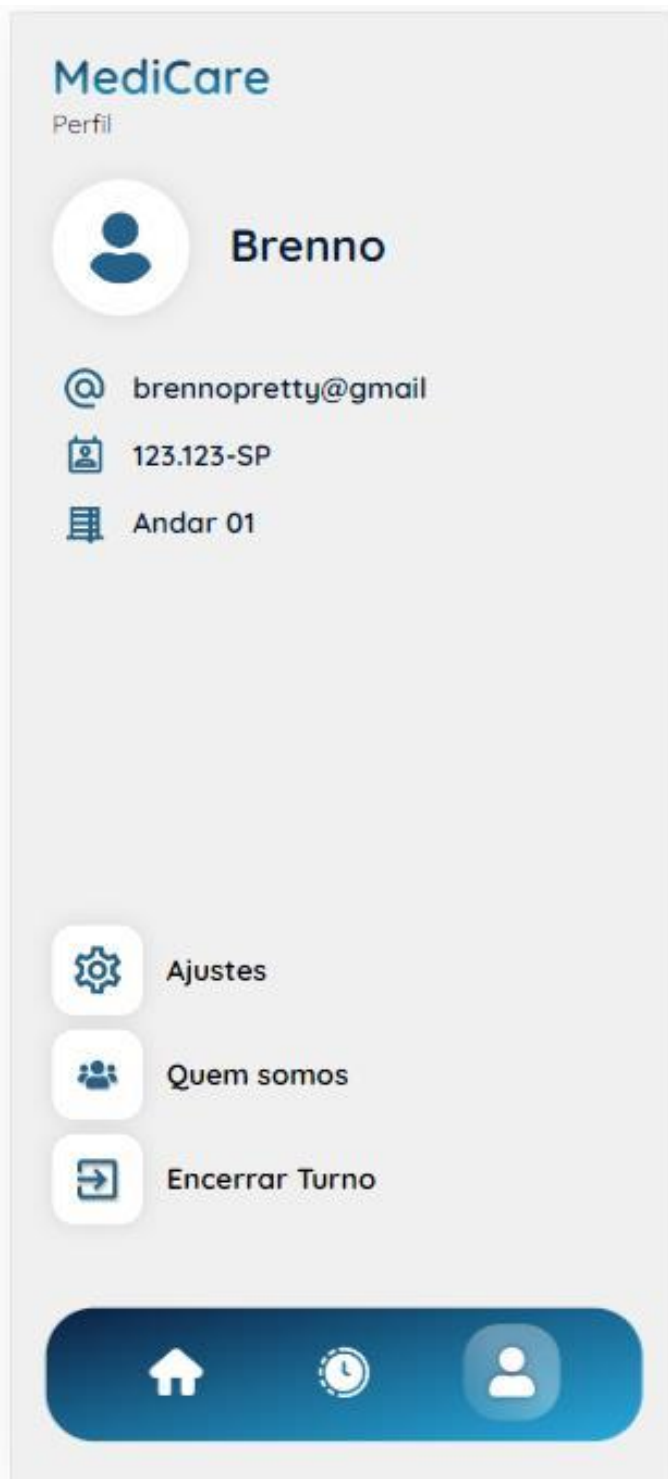 MediCare
Perfil
Brenno
brennopretty@gmail
123.123-SP
Andar 01
Ajustes
Quem somos
Encerrar Turno